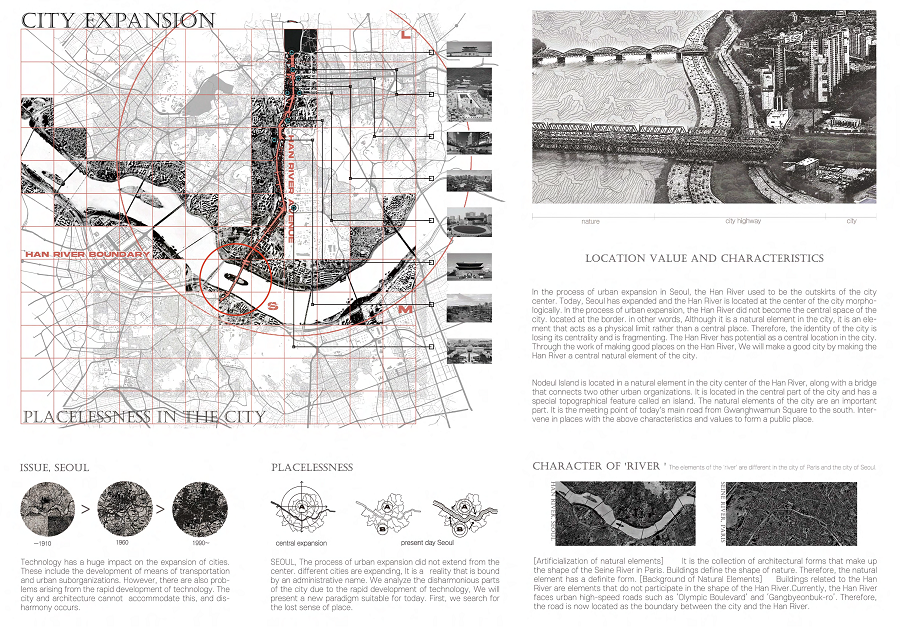 CITY EXPANSION
L
HAN RIVER AVENUE
HAN RIVER BOUNDARY
S
M
PLACELESSNESS IN THE CITY
nature
city highway
city
LOCATION VALUE AND CHARACTERISTICS
In the process of urban expansion in Seoul, the Han River used to be the outskirts of the city
center. Today, Seoul has expanded and the Han River is located at the center of the city morpho-
logically. In the process of urban expansion, the Han River did not become the central space of the
city. located at the border. in other words, Although it is a natural element in the city, it is an ele-
ment that acts as a physical limit rather than a central place. Therefore, the identity of the city is
losing its centrality and is fragmenting. The Han River has potential as a central location in the city.
Through the work of making good places on the Han River, We will make a good city by making the
Han River a central natural element of the city.
Nodeul Island is located in a natural element in the city center of the Han River, along with a bridge
that connects two other urban organizations. It is located in the central part of the city and has a
special topographical feature called an island. The natural elements of the city are an important
part. It is the meeting point of today's main road from Gwanghwamun Square to the south. Inter-
vene in places with the above characteristics and values to form a public place.
ISSUE, SEOUL
~1910
>
1960
>
1990~
Technology has a huge impact on the expansion of cities.
These include the development of means of transportation
and urban suborganizations. However, there are also prob-
lems arising from the rapid development of technology. The
city and architecture cannot accommodate this, and dis-
harmony occurs.
PLACELESSNESS
A
A
B
A
B
central expansion
present day Seoul
SEOUL, The process of urban expansion did not extend from the
center. different cities are expanding, It is a reality that is bound
by an administrative name. We analyze the disharmonious parts
of the city due to the rapid development of technology, We will
present a new paradigm suitable for today. First, we search for
the lost sense of place.
CHARACTER OF 'RIVER '
The elements of the 'river' are different in the city of Paris and the city of Seoul.
HAN RIVER, SEOUL
SEINE RIVER, PARIS
[Artificialization of natural elements] It is the collection of architectural forms that make up
the shape of the Seine River in Paris. Buildings define the shape of nature. Therefore, the natural
element has a definite form. [Background of Natural Elements] Buildings related to the Han
River are elements that do not participate in the shape of the Han River.Currently, the Han River
faces urban high-speed roads such as 'Olympic Boulevard' and 'Gangbyeonbuk-ro'. Therefore,
the road is now located as the boundary between the city and the Han River.